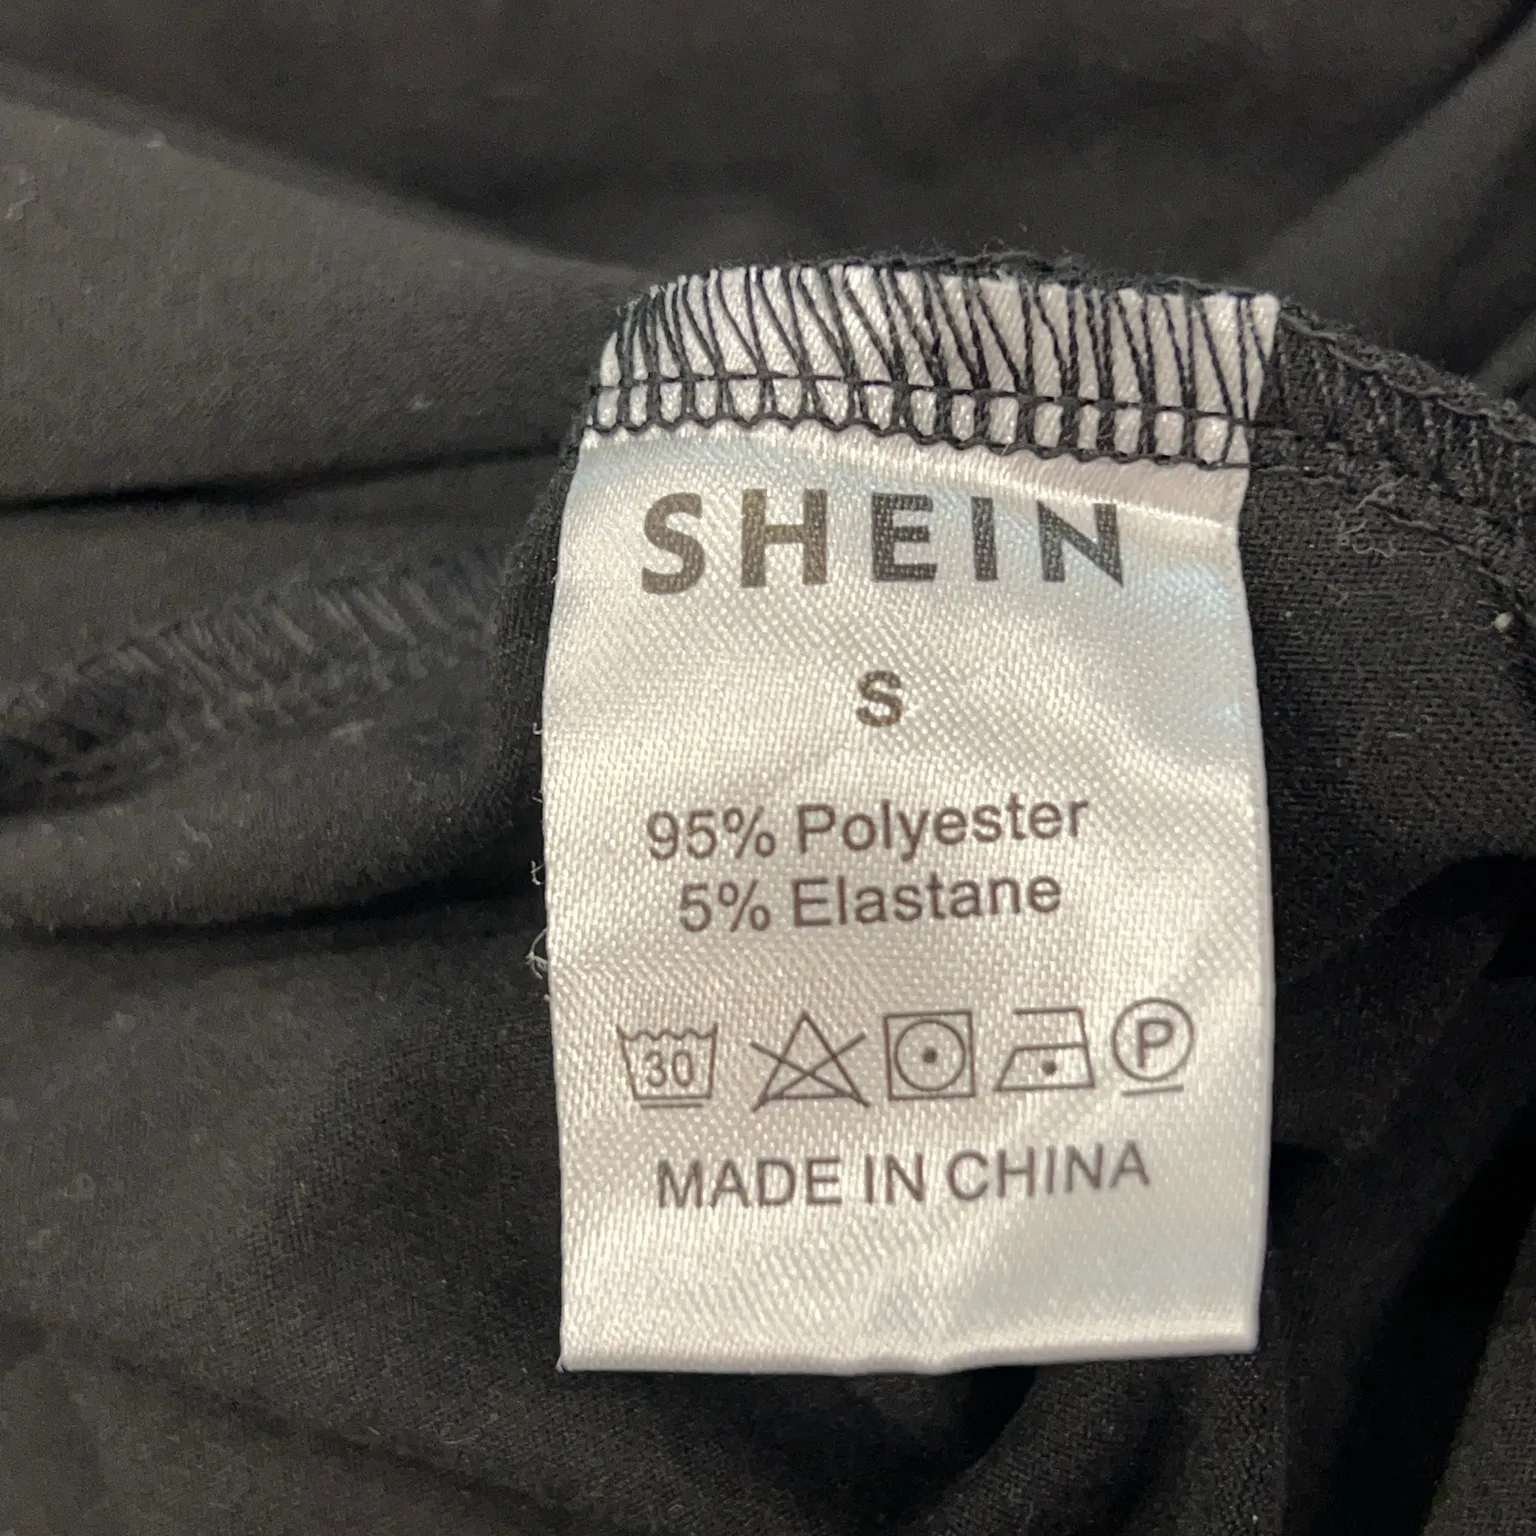 SHEIN
S
95% Polyester
5% Elastane
30 P
MADE IN CHINA